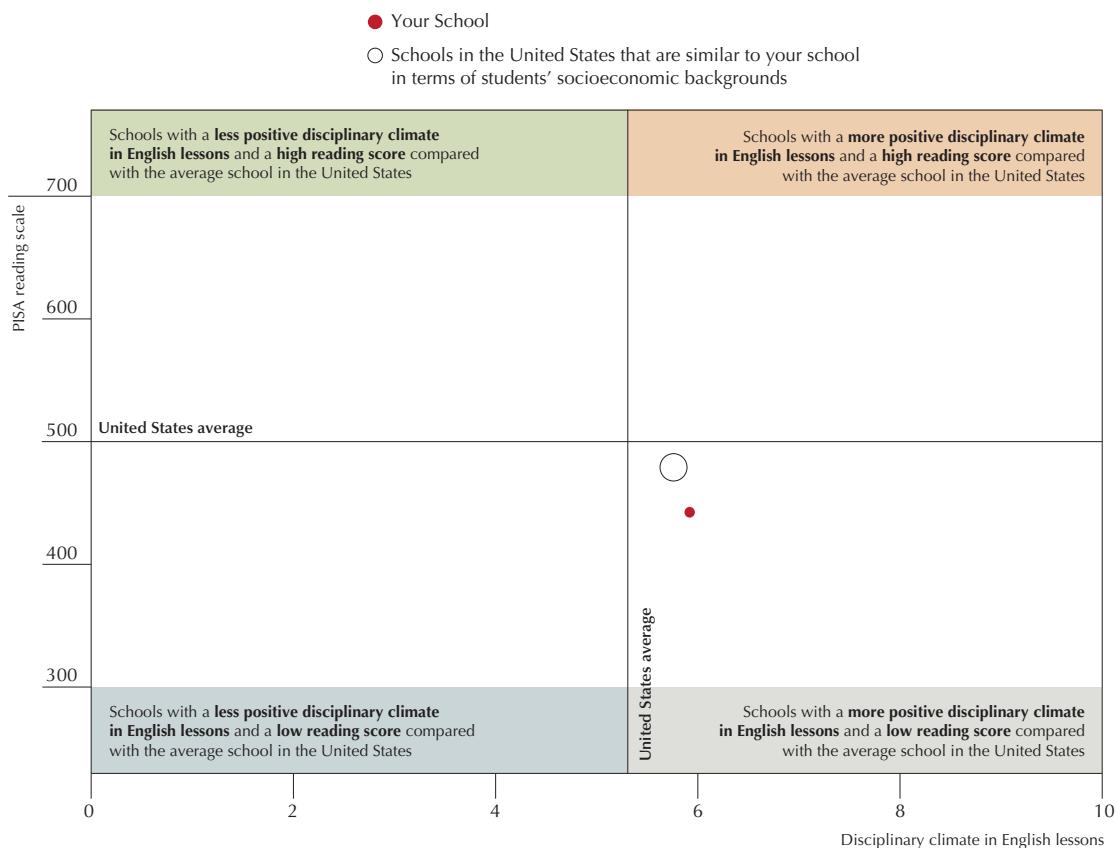 Your School
Schools in the United States that are similar to your school
in terms of students’ socioeconomic backgrounds
Schools with a less positive disciplinary climate
in English lessons and a high reading score compared
with the average school in the United States
Schools with a more positive disciplinary climate
in English lessons and a high reading score compared
with the average school in the United States
700
PISA reading scale
600
500
United States average
400
300
United States average
Schools with a less positive disciplinary climate
in English lessons and a low reading score compared
with the average school in the United States
Schools with a more positive disciplinary climate
in English lessons and a low reading score compared
with the average school in the United States
0
2
4
6
8
10
Disciplinary climate in English lessons